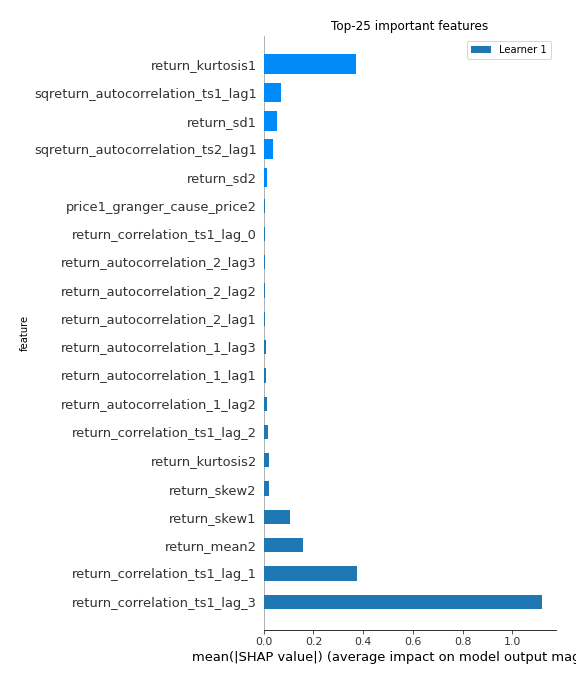 Top-25 important features
Learner 1
return_kurtosis1
sqreturn_autocorrelation_ts1_lag1
return_sd1
sqreturn_autocorrelation_ts2_lag1
return_sd2
price1_granger_cause_price2
return_correlation_ts1_lag_0
return_autocorrelation_2_lag3
return_autocorrelation_2_lag2
return_autocorrelation_2_lag1
return_autocorrelation_1_lag3
return_autocorrelation_1_lag1
return_autocorrelation_1_lag2
return_correlation_ts1_lag_2
return_kurtosis2
return_skew2
return_skew1
return_mean2
return_correlation_ts1_lag_1
return_correlation_ts1_lag_3
feature
0.0 0.2 0.4 0.6 0.8 1.0
mean(|SHAP value|) (average impact on model output mag